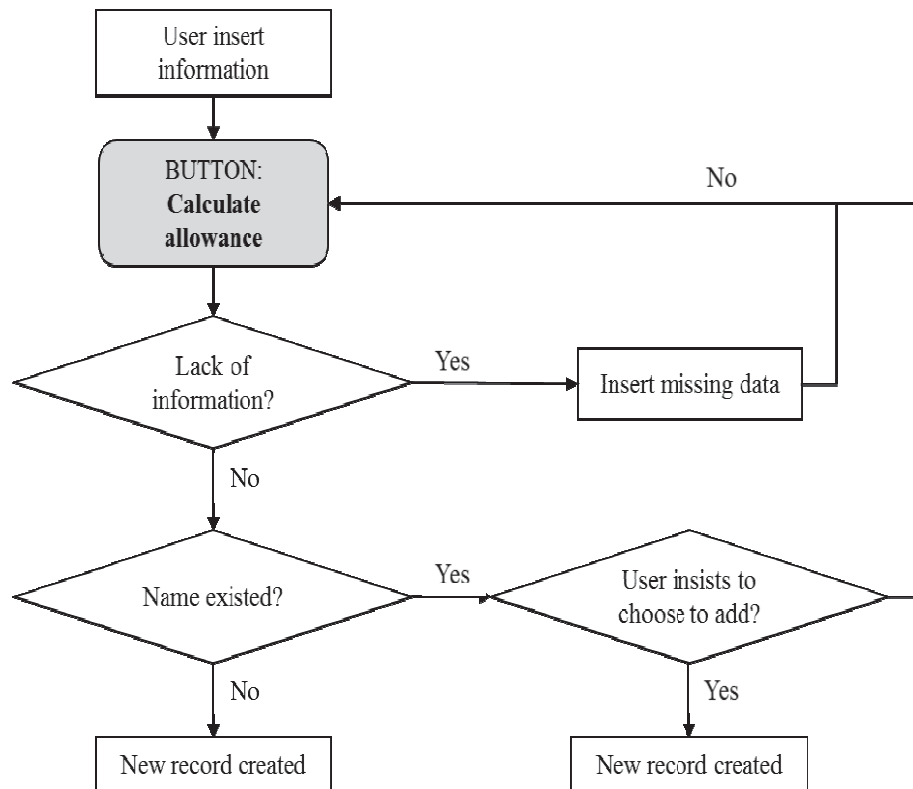 User insert
information
BUTTON:
Calculate
allowance
No
Lack of
information?
Yes
Insert missing data
No
Name existed?
Yes
User insists to
choose to add?
No
Yes
New record created
New record created